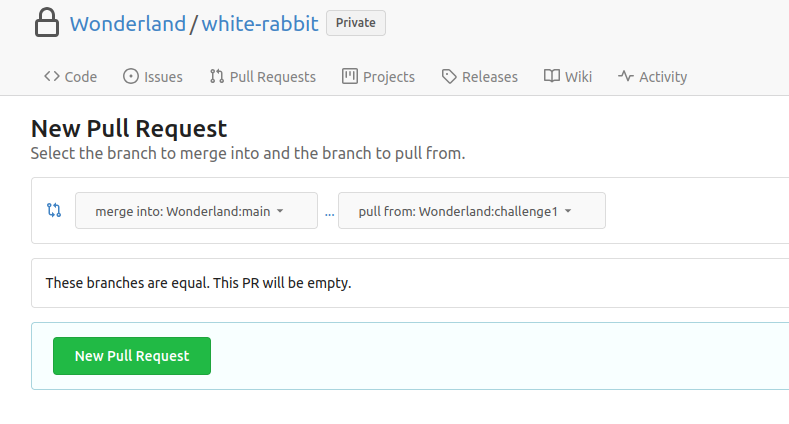 Wonderland / white-rabbit Private
Code Issues Pull Requests Projects Releases Wiki Activity
New Pull Request
Select the branch to merge into and the branch to pull from.
merge into: Wonderland:main ... pull from: Wonderland:challenge1
These branches are equal. This PR will be empty.
New Pull Request